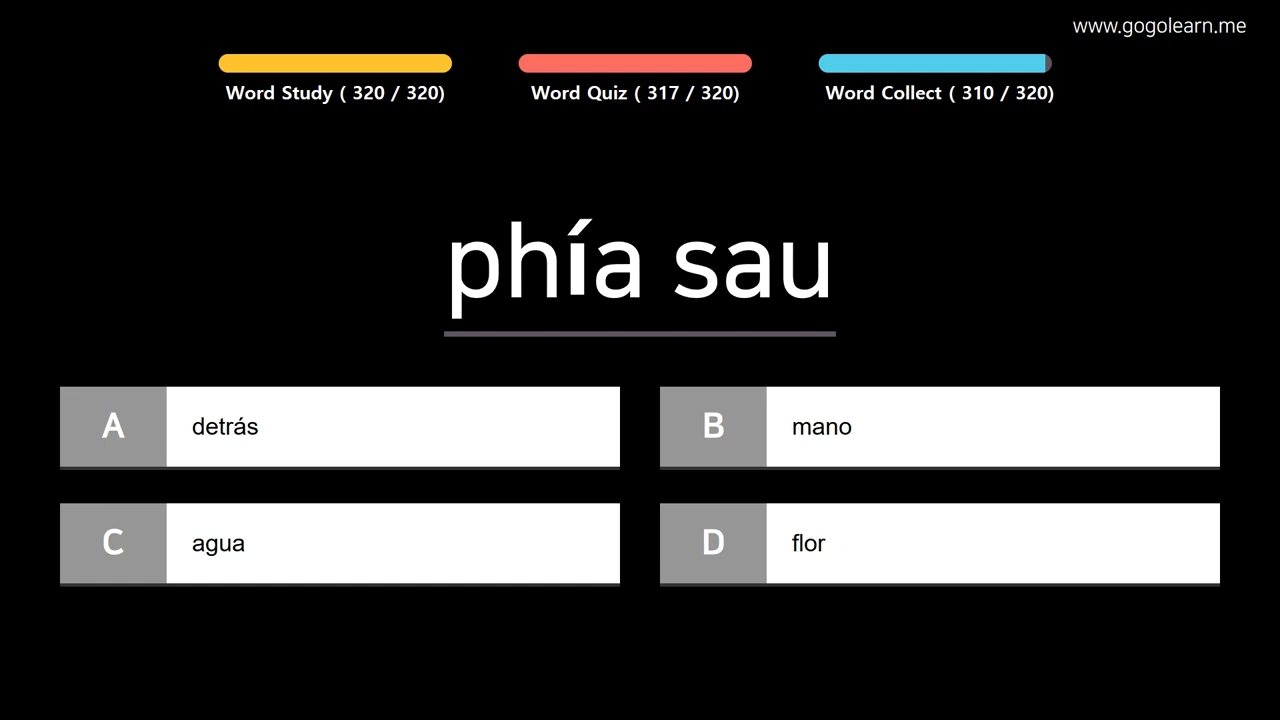 www.gogolearn.me
Word Study ( 320 / 320)
Word Quiz ( 317 / 320)
Word Collect ( 310 / 320)
phía sau
A detrás
B mano
C agua
D flor